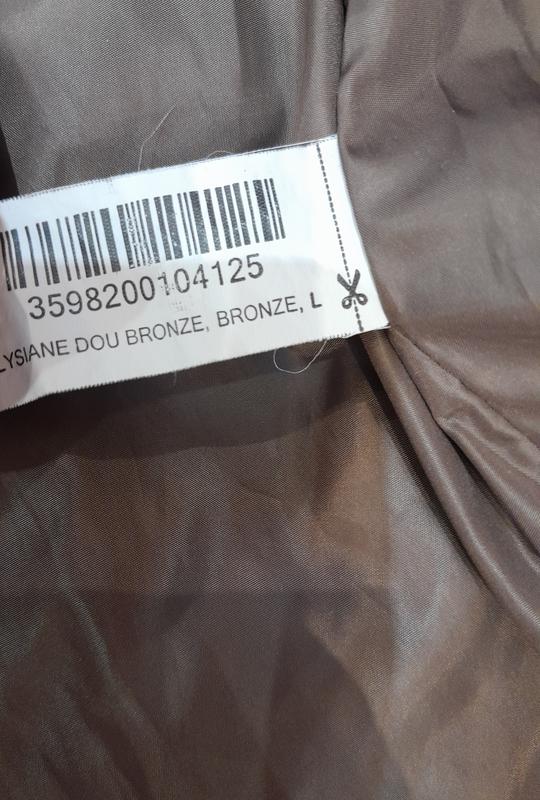 3598200104125
LYSIANE DOU BRONZE, BRONZE, L